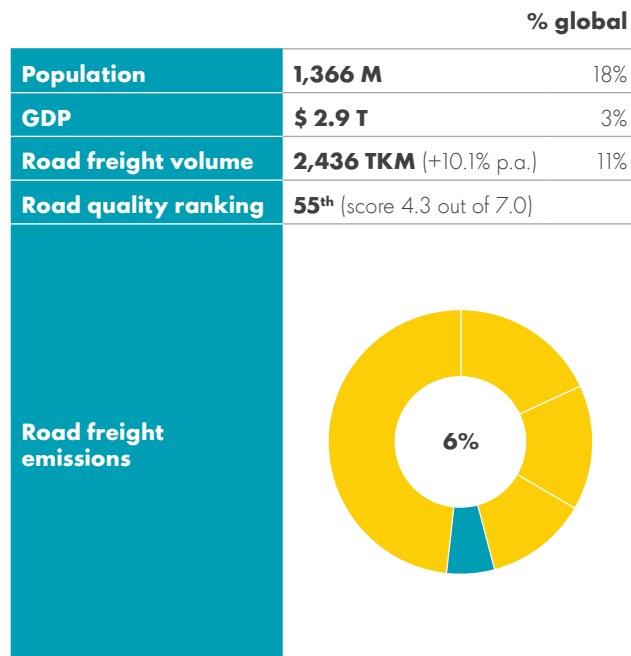 % global
Population 1,366 M 18%
GDP $ 2.9 T 3%
Road freight volume 2,436 TKM (+10.1% p.a.) 11%
Road quality ranking 55th (score 4.3 out of 7.0)
Road freight
emissions
6%